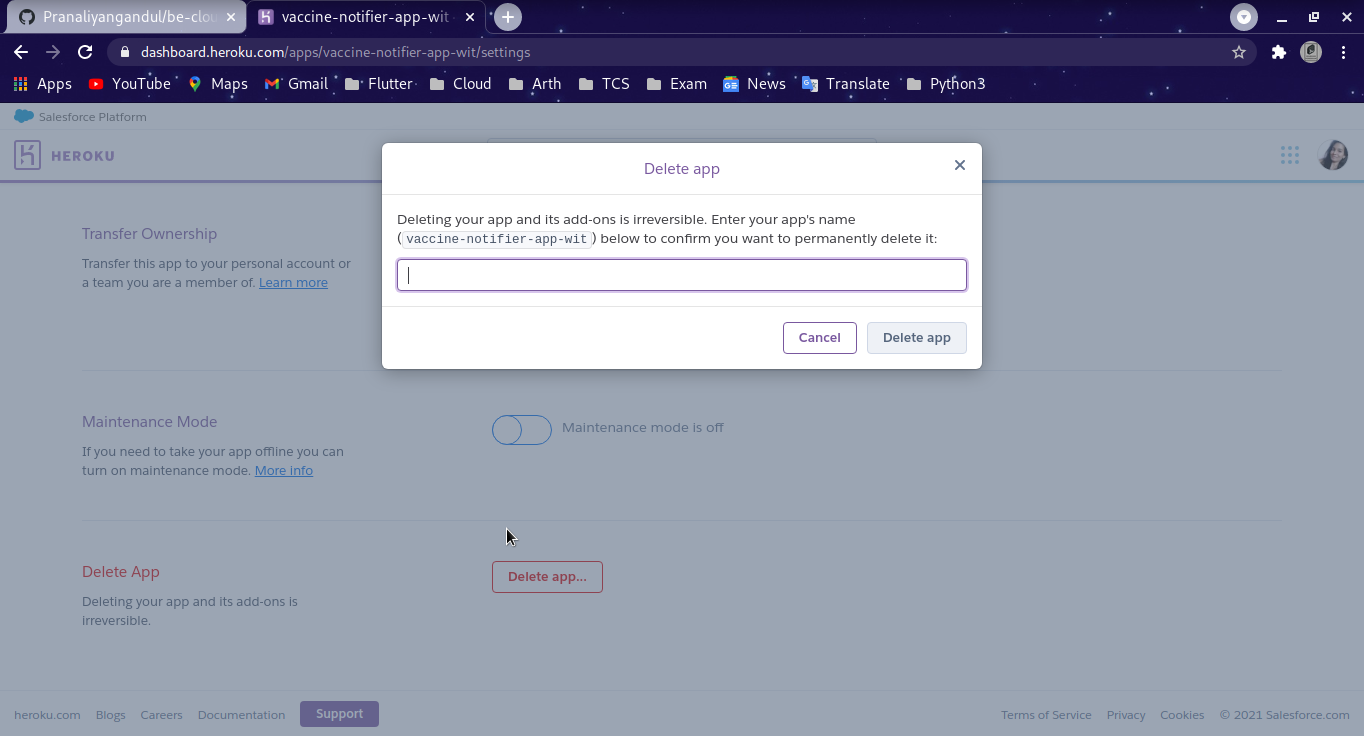 Pranaliyangandul/be-clou
vaccine-notifier-app-wit
dashboard.heroku.com/apps/vaccine-notifier-app-wit/settings
Apps YouTube Maps Gmail Flutter Cloud Arth TCS Exam News Translate Python3
Salesforce Platform
HEROKU
Delete app
Deleting your app and its add-ons is irreversible. Enter your app's name
(vaccine-notifier-app-wit) below to confirm you want to permanently delete it:
Cancel Delete app
Transfer Ownership
Transfer this app to your personal account or
a team you are a member of. Learn more
Maintenance Mode
If you need to take your app offline you can
turn on maintenance mode. More info
Maintenance mode is off
Delete App
Deleting your app and its add-ons is
irreversible.
Delete app...
heroku.com Blogs Careers Documentation Support
Terms of Service Privacy Cookies © 2021 Salesforce.com